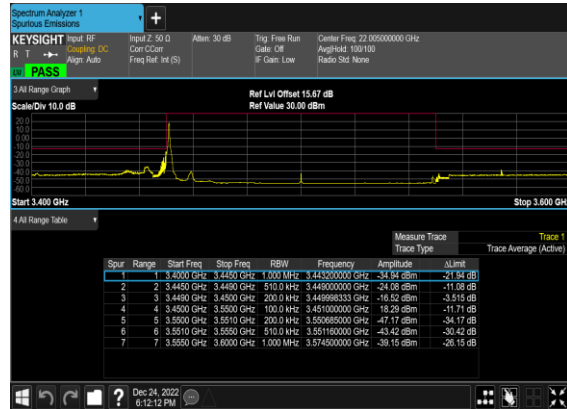 Spectrum Analyzer 1
Spurious Emissions
+
KEYSIGHT Input: RF Input Z: 50 Ω Atten: 30 dB Trig: Free Run Center Freq: 22.005000000 GHz
R T Coupling: DC Corr CCorr Gate: Off Avg|Hold: 100/100
Align: Auto Freq Ref: Int (S) IF Gain: Low Radio Std: None
PASS
3 All Range Graph
Ref Lvl Offset 15.67 dB
Scale/Div 10.0 dB Ref Value 30.00 dBm
20.0
10.0
0.00
-10.0
-20.0
-30.0
-40.0
-50.0
-60.0
Start 3.400 GHz Stop 3.600 GHz
4 All Range Table
Measure Trace Trace 1
Trace Type Trace Average (Active)
Spur Range Start Freq Stop Freq RBW Frequency Amplitude ΔLimit
1 1 3.4000 GHz 3.4450 GHz 1.000 MHz 3.443200000 GHz -34.94 dBm -21.94 dB
2 2 3.4450 GHz 3.4490 GHz 510.0 kHz 3.449000000 GHz -24.08 dBm -11.08 dB
3 3 3.4490 GHz 3.4500 GHz 200.0 kHz 3.449998333 GHz -16.52 dBm -3.515 dB
4 4 3.4500 GHz 3.5500 GHz 100.0 kHz 3.451000000 GHz 18.29 dBm -11.71 dB
5 5 3.5500 GHz 3.5510 GHz 200.0 kHz 3.550685000 GHz -47.17 dBm -34.17 dB
6 6 3.5510 GHz 3.5550 GHz 510.0 kHz 3.551160000 GHz -43.42 dBm -30.42 dB
7 7 3.5550 GHz 3.6000 GHz 1.000 MHz 3.574500000 GHz -39.15 dBm -26.15 dB
? Dec 24, 2022
6:12:12 PM